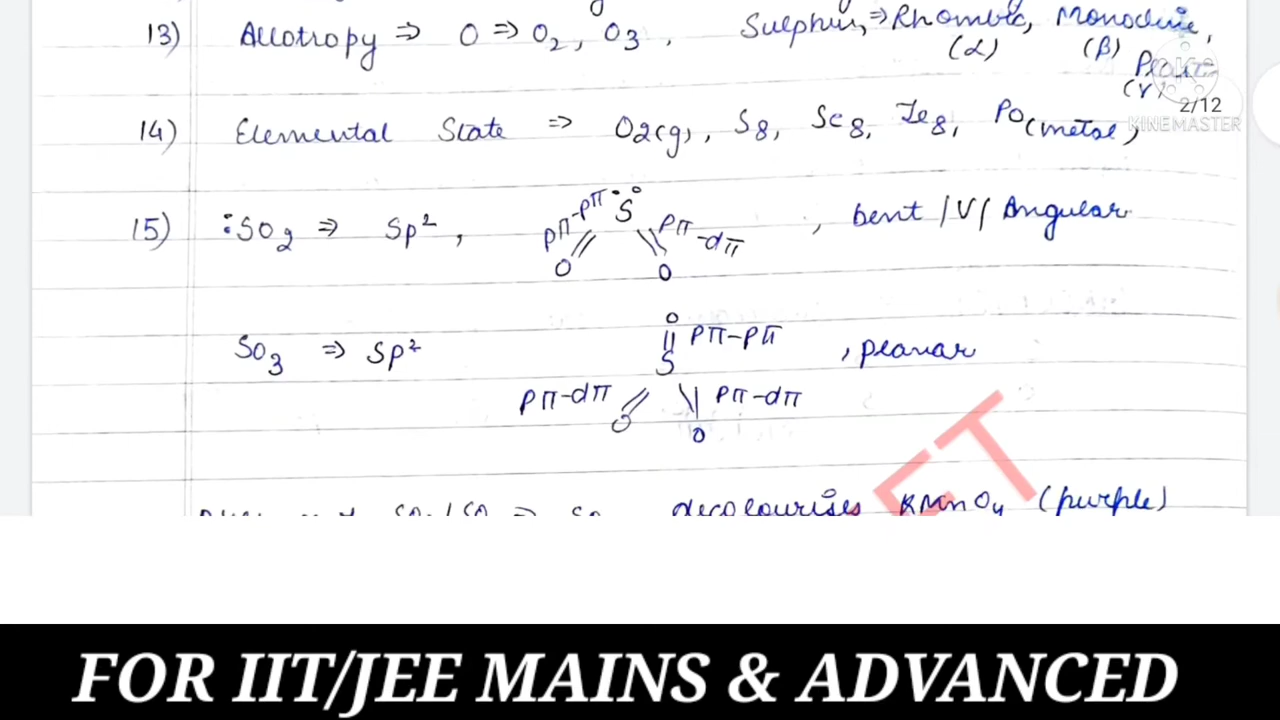 13) Allotropy ⇒ O ⇒ O2, O3, Sulphur, ⇒ Rhombic, Monoclinic,
(α) (β)
(γ) 2/12
KINEMASTER
14) Elemental State ⇒ O2(g), S8, Se8, Te8, Po(metal)
15) :SO2 ⇒ Sp², Pπ-Pπ S Pπ-dπ, bent/V/Angular
O O
O
SO3 ⇒ Sp² S Pπ-Pπ, planar
Pπ-dπ Pπ-dπ
O O
decolourises KMnO4 (purple)
ET
FOR IIT/JEE MAINS & ADVANCED